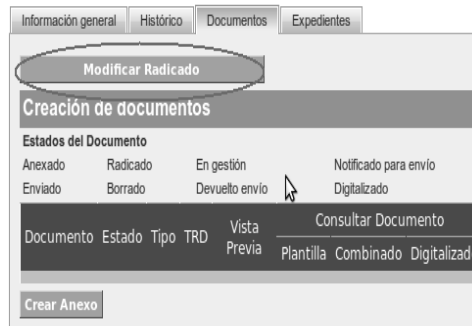 Información general Histórico Documentos Expedientes
Modificar Radicado
Creación de documentos
Estados del Documento
Anexado Radicado En gestión Notificado para envío
Enviado Borrado Devuelto envío Digitalizado
Documento Estado Tipo TRD Vista Previa Consultar Documento
Plantilla Combinado Digitalizad
Crear Anexo